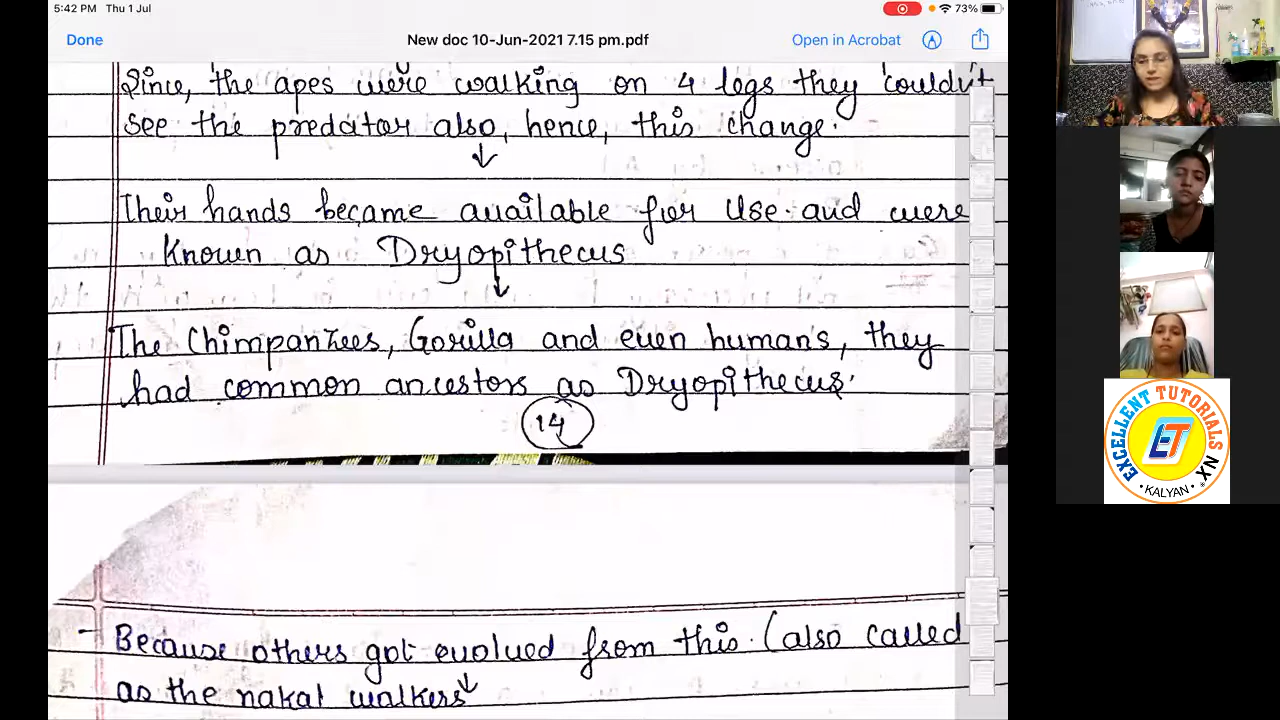 5:42 PM Thu 1 Jul
73%
Done
New doc 10-Jun-2021 7.15 pm.pdf
Open in Acrobat
Since, the apes were walking on 4 legs they couldn't
see the predator also, hence, this change.
↓
Their hands became available for use and were
known as Dryopithecus
↓
The Chimpanzees, Gorilla and even humans, they
had common ancestors as Dryopithecus.
14
- Because others got evolved from this. (also called
as the nakal walkers
↓
EXCELLENT TUTORIALS NX
ET
• KALYAN •